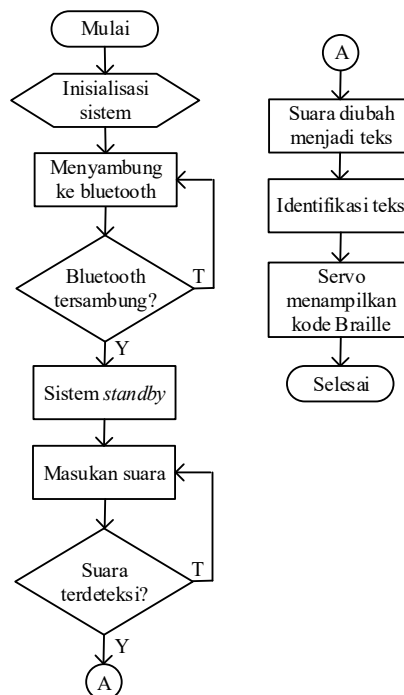 Mulai
Inisialisasi
sistem
Menyambung
ke bluetooth
Bluetooth
tersambung?
T
Y
Sistem standby
Masukan suara
Suara
terdeteksi?
T
Y
A
A
Suara diubah
menjadi teks
Identifikasi teks
Servo
menampilkan
kode Braille
Selesai